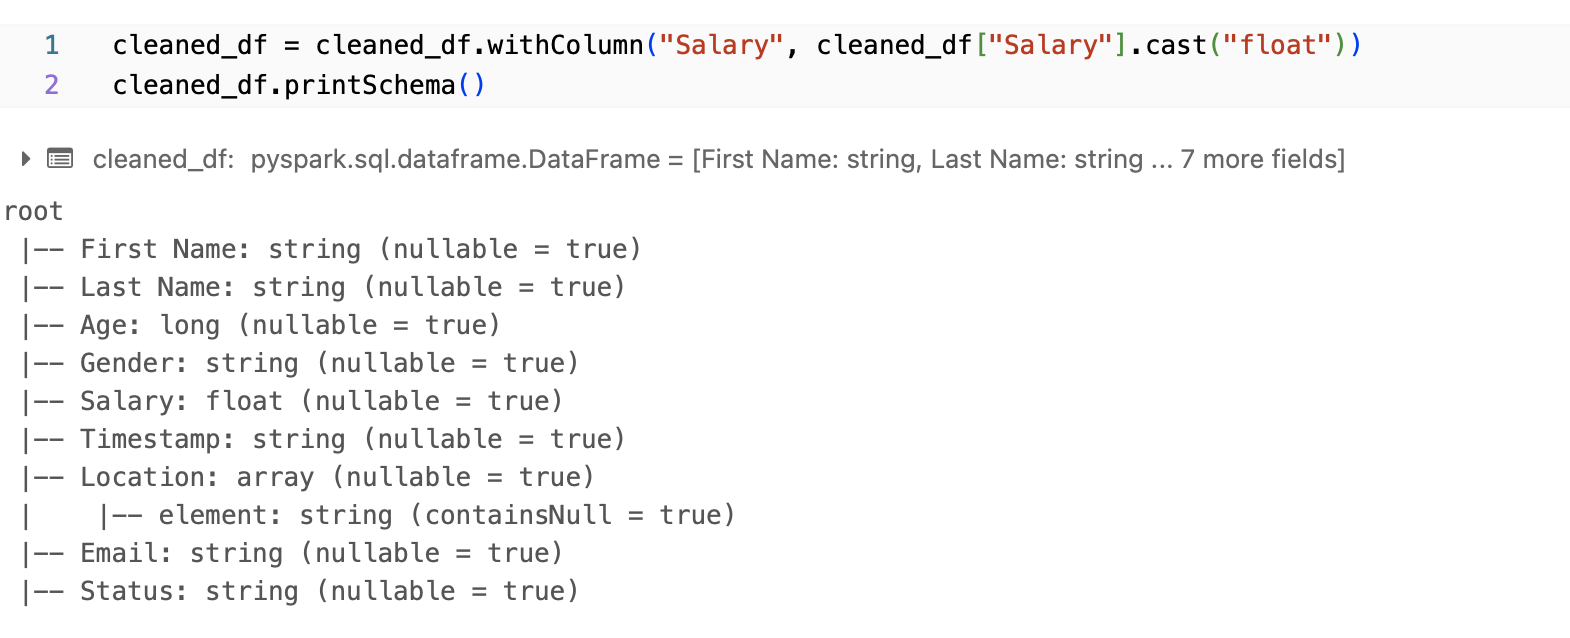 1 cleaned_df = cleaned_df.withColumn("Salary", cleaned_df["Salary"].cast("float"))
2 cleaned_df.printSchema()
cleaned_df: pyspark.sql.dataframe.DataFrame = [First Name: string, Last Name: string ... 7 more fields]
root
|-- First Name: string (nullable = true)
|-- Last Name: string (nullable = true)
|-- Age: long (nullable = true)
|-- Gender: string (nullable = true)
|-- Salary: float (nullable = true)
|-- Timestamp: string (nullable = true)
|-- Location: array (nullable = true)
|    |-- element: string (containsNull = true)
|-- Email: string (nullable = true)
|-- Status: string (nullable = true)